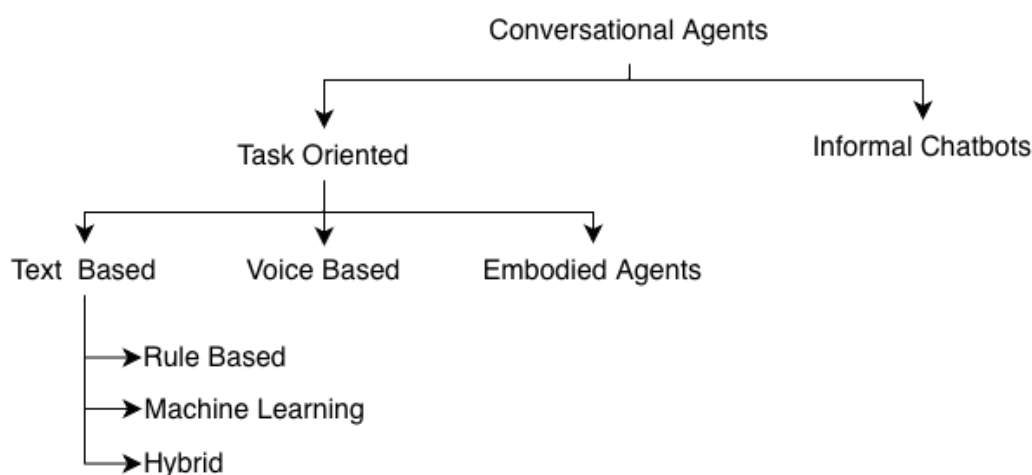 Conversational Agents
Task Oriented
Informal Chatbots
Text Based
Voice Based
Embodied Agents
Rule Based
Machine Learning
Hybrid